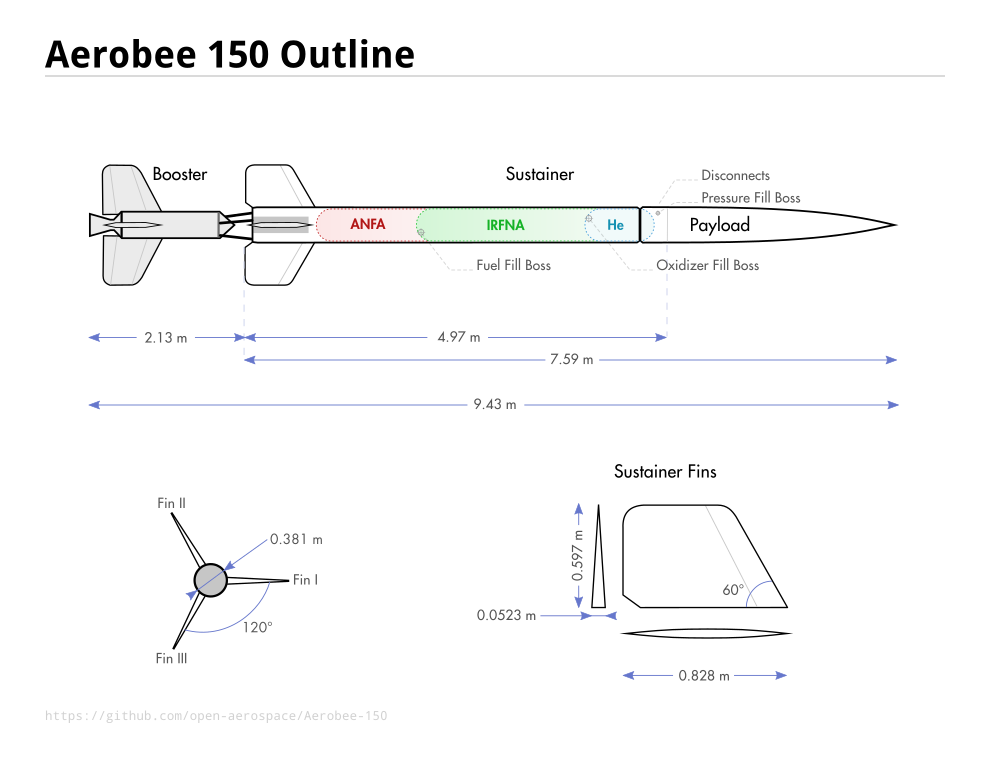 Aerobee 150 Outline
Booster
Sustainer
Disconnects
Pressure Fill Boss
ANFA
IRFNA
He
Payload
Fuel Fill Boss
Oxidizer Fill Boss
2.13 m
4.97 m
7.59 m
9.43 m
Sustainer Fins
Fin II
0.381 m
Fin I
120°
Fin III
0.597 m
60°
0.0523 m
0.828 m
https://github.com/open-aerospace/Aerobee-150